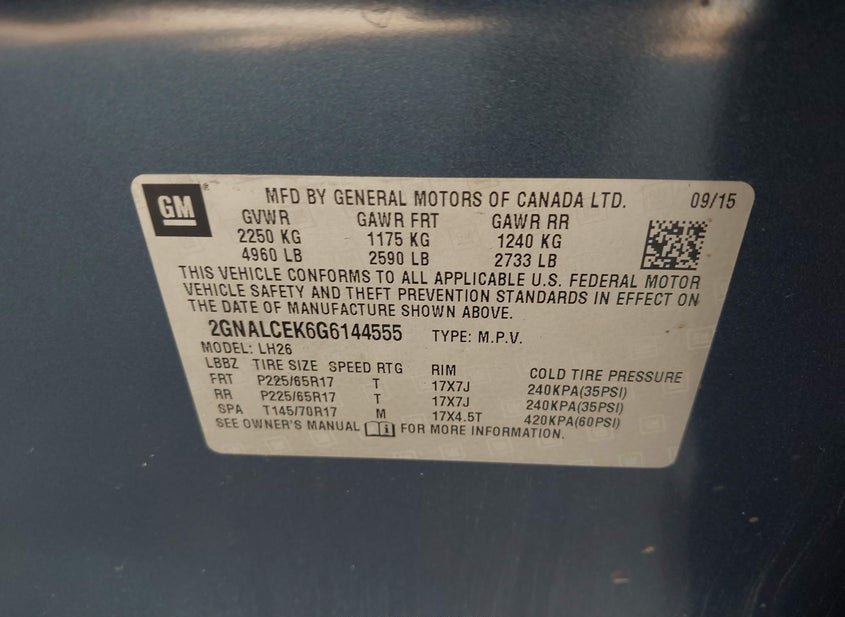 GM
MFD BY GENERAL MOTORS OF CANADA LTD. 09/15
GVWR GAWR FRT GAWR RR
2250 KG 1175 KG 1240 KG
4960 LB 2590 LB 2733 LB
THIS VEHICLE CONFORMS TO ALL APPLICABLE U.S. FEDERAL MOTOR
VEHICLE SAFETY AND THEFT PREVENTION STANDARDS IN EFFECT ON
THE DATE OF MANUFACTURE SHOWN ABOVE.
2GNALCEK6G6144555 TYPE: M.P.V.
MODEL: LH26
LBBZ TIRE SIZE SPEED RTG RIM COLD TIRE PRESSURE
FRT P225/65R17 T 17X7J 240KPA(35PSI)
RR P225/65R17 T 17X7J 240KPA(35PSI)
SPA T145/70R17 M 17X4.5T 420KPA(60PSI)
SEE OWNER'S MANUAL FOR MORE INFORMATION.